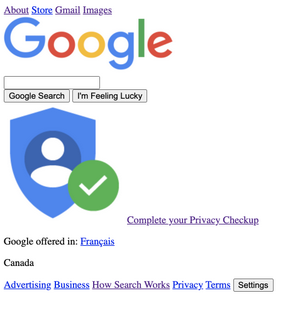 About Store Gmail Images
Google
Google Search I'm Feeling Lucky
Complete your Privacy Checkup
Google offered in: Français
Canada
Advertising Business How Search Works Privacy Terms Settings